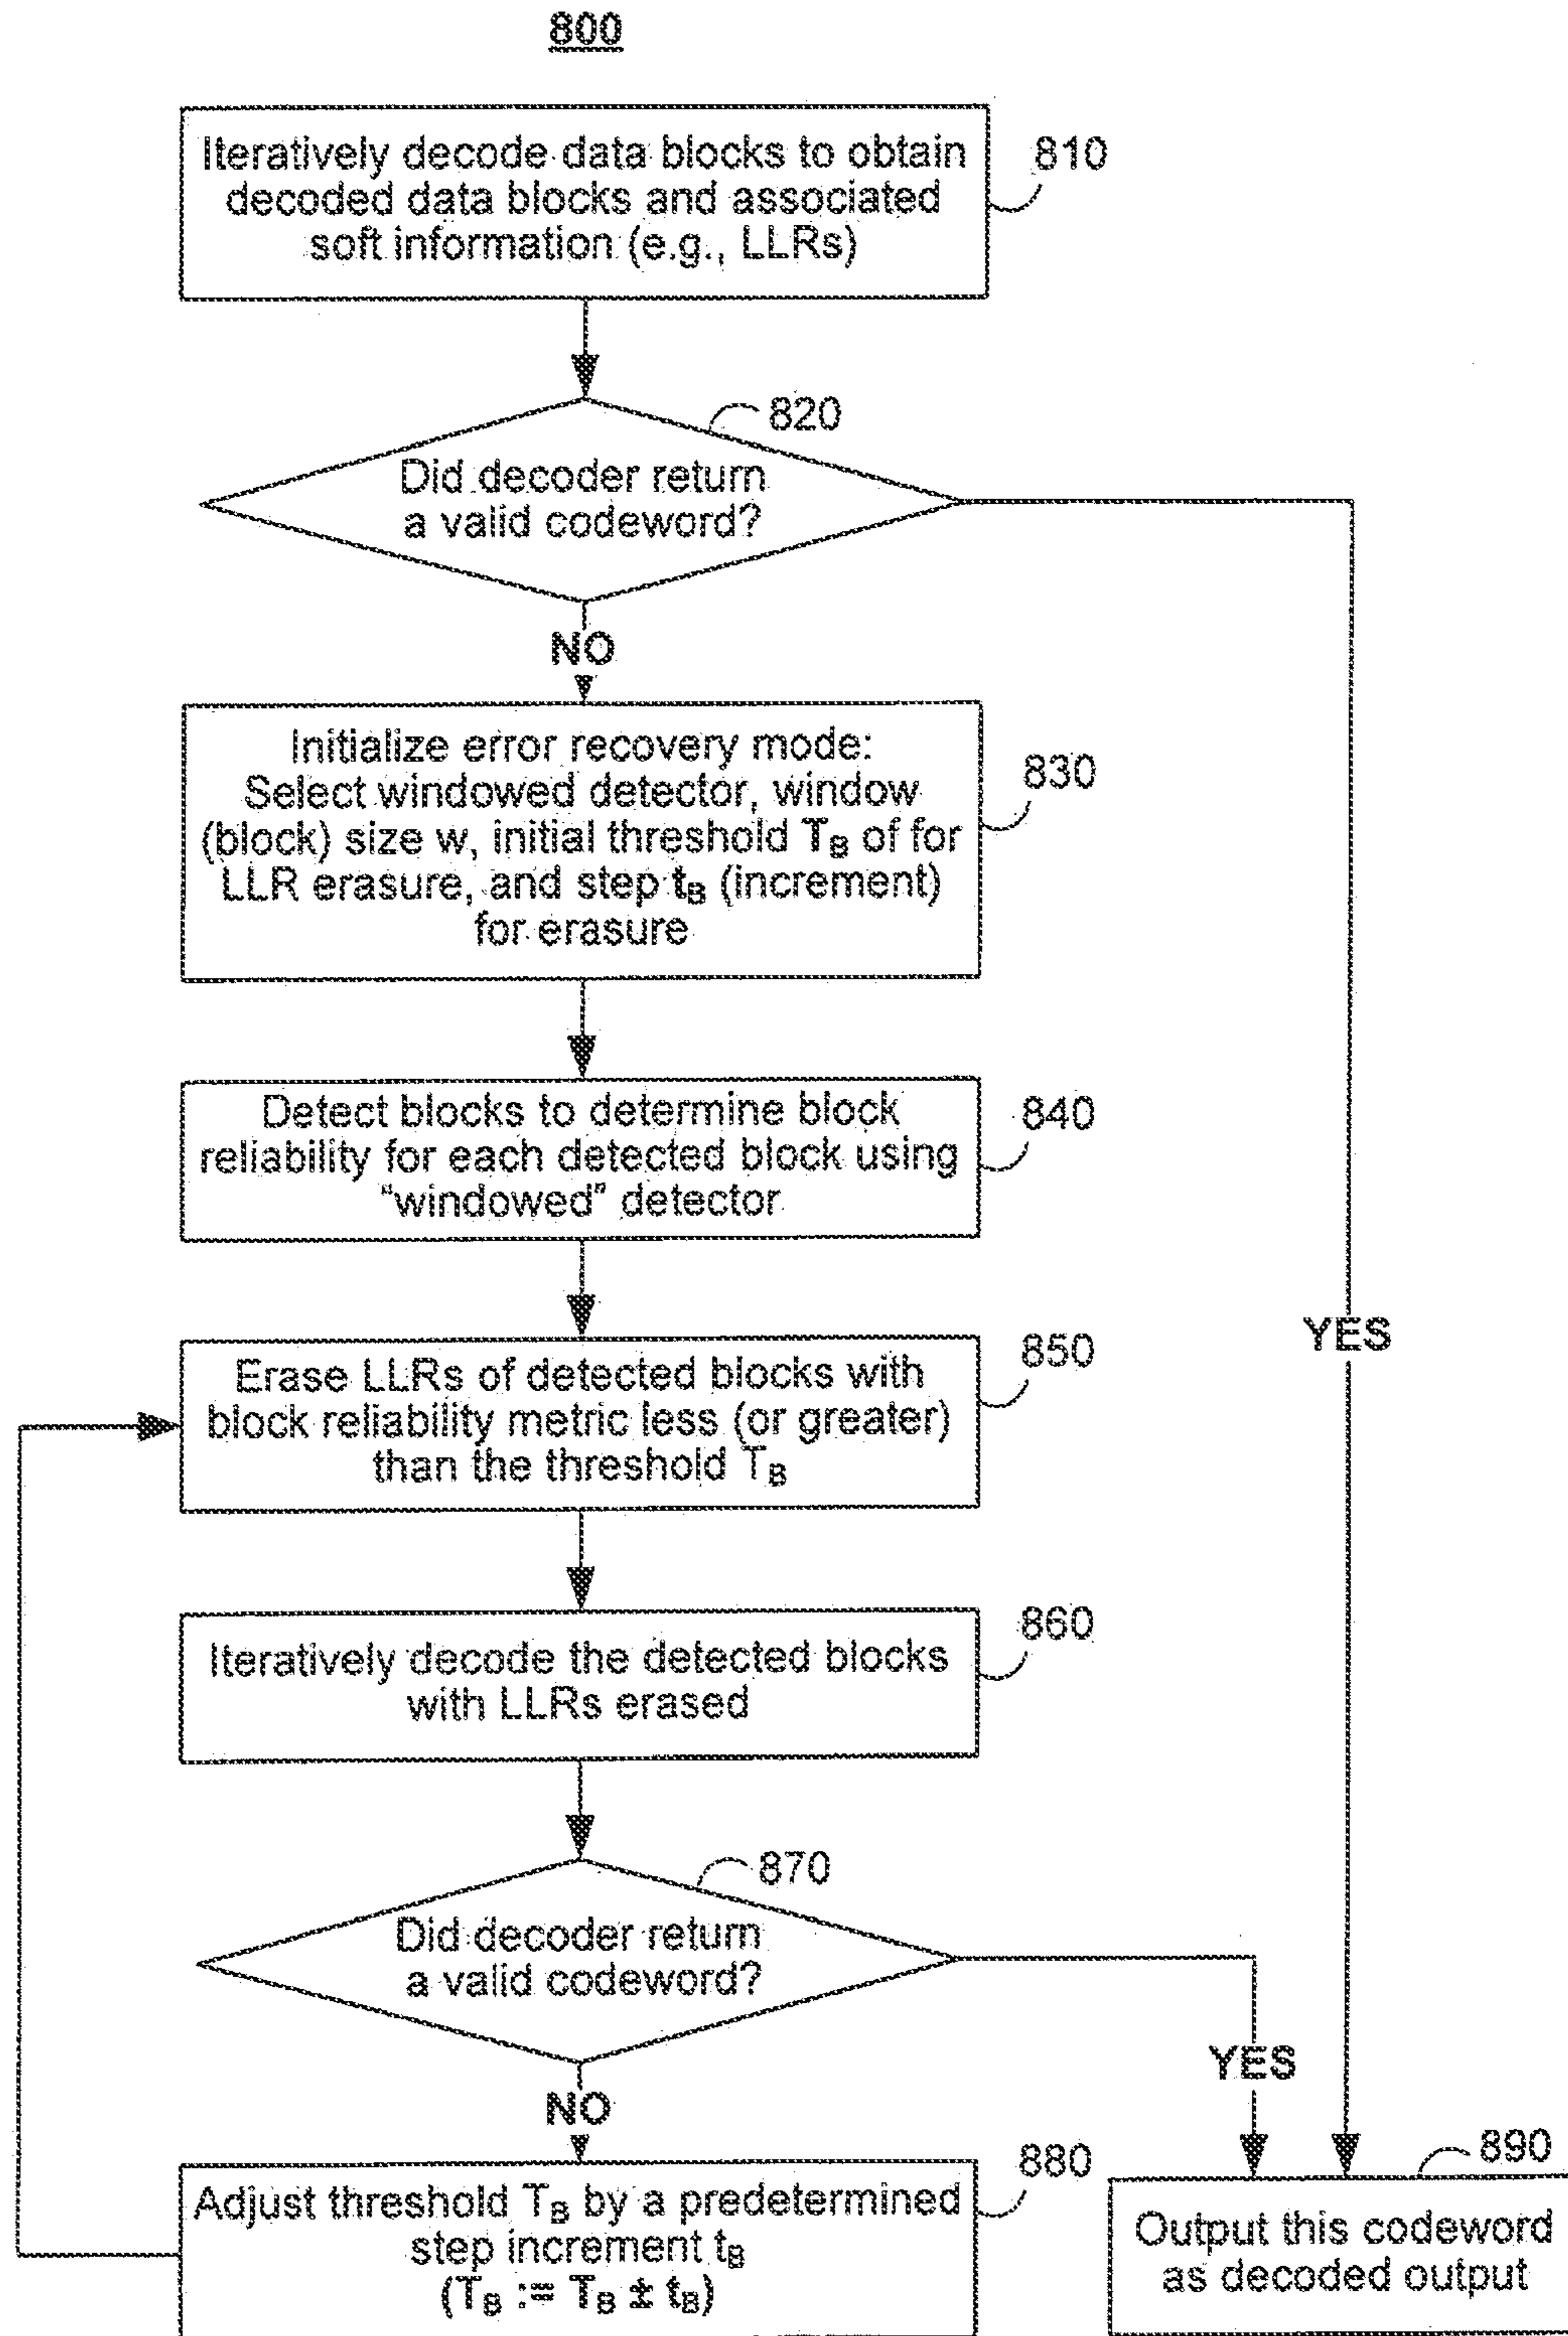 800
Iteratively decode data blocks to obtain
decoded data blocks and associated
soft information (e.g., LLRs)
810
820
Did decoder return
a valid codeword?
NO
Initialize error recovery mode:
Select windowed detector, window
(block) size w, initial threshold TB of for
LLR erasure, and step tB (increment)
for erasure
830
Detect blocks to determine block
reliability for each detected block using
"windowed" detector
840
YES
Erase LLRs of detected blocks with
block reliability metric less (or greater)
than the threshold TB
850
Iteratively decode the detected blocks
with LLRs erased
860
870
Did decoder return
a valid codeword?
YES
NO
Adjust threshold TB by a predetermined
step increment tB
(TB := TB ± tB)
880
890
Output this codeword
as decoded output